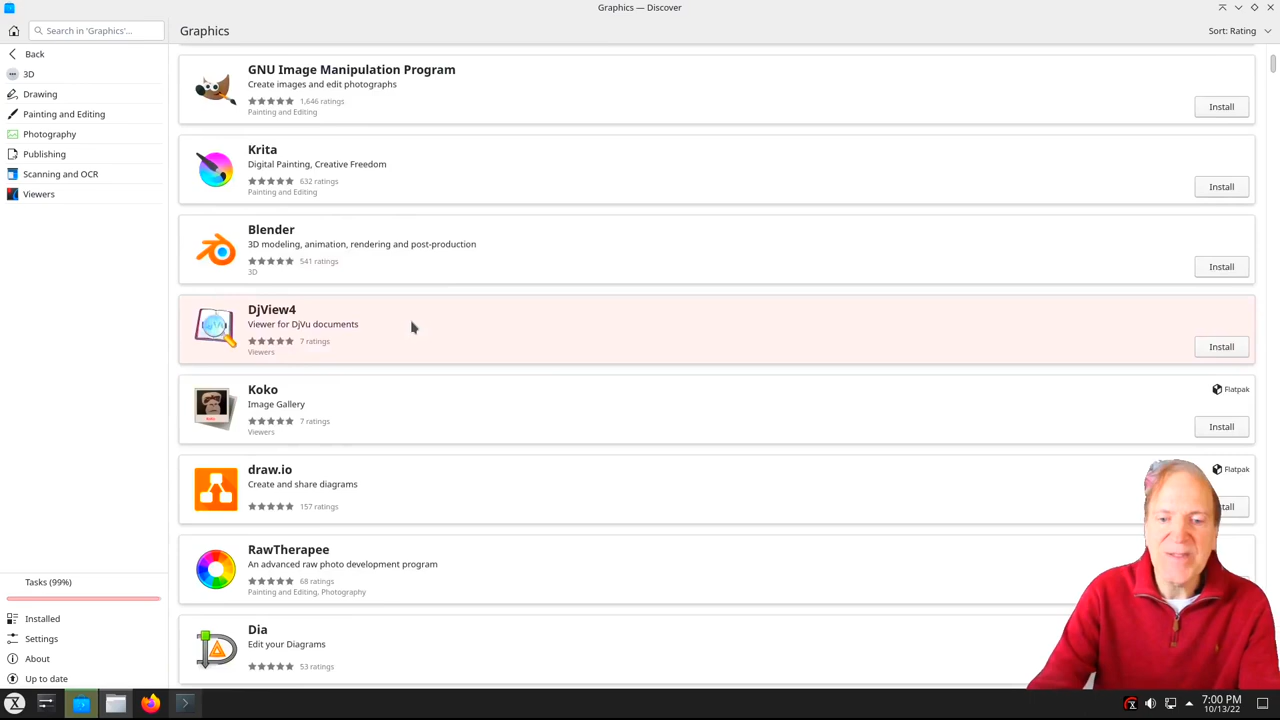 Graphics — Discover
Search in 'Graphics'...
Graphics
Sort: Rating
Back
3D
Drawing
Painting and Editing
Photography
Publishing
Scanning and OCR
Viewers
GNU Image Manipulation Program
Create images and edit photographs
1,646 ratings
Painting and Editing
Install
Krita
Digital Painting, Creative Freedom
632 ratings
Painting and Editing
Install
Blender
3D modeling, animation, rendering and post-production
541 ratings
3D
Install
DjView4
Viewer for DjVu documents
7 ratings
Viewers
Install
Koko
Flatpak
Image Gallery
7 ratings
Viewers
Install
draw.io
Flatpak
Create and share diagrams
157 ratings
tall
RawTherapee
An advanced raw photo development program
68 ratings
Painting and Editing, Photography
Dia
Edit your Diagrams
53 ratings
Tasks (99%)
Installed
Settings
About
Up to date
7:00 PM
10/13/22